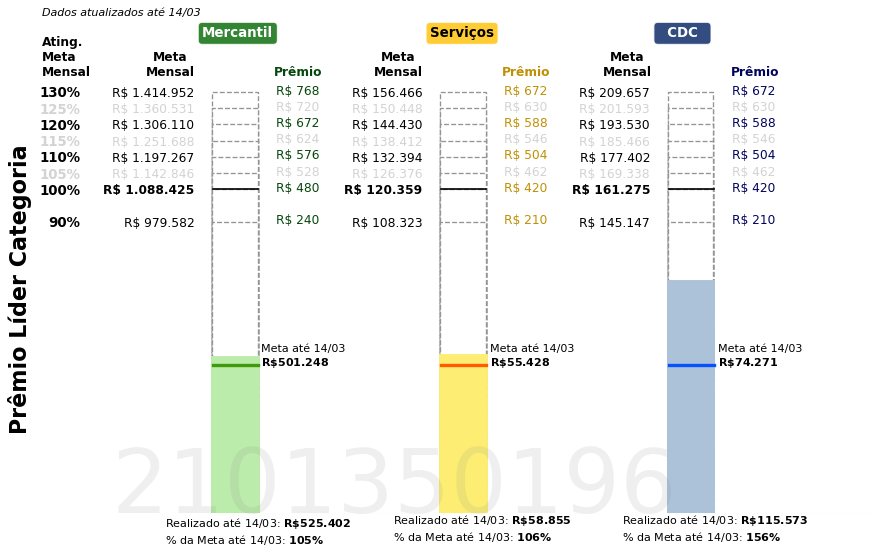 Dados atualizados até 14/03
Mercantil Serviços CDC
Ating. Meta Mensal
Meta Mensal Prêmio Meta Mensal Prêmio Meta Mensal Prêmio
130% R$ 1.414.952 R$ 768 R$ 156.466 R$ 672 R$ 209.657 R$ 672
125% R$ 1.360.531 R$ 720 R$ 150.448 R$ 630 R$ 201.593 R$ 630
120% R$ 1.306.110 R$ 672 R$ 144.430 R$ 588 R$ 193.530 R$ 588
115% R$ 1.251.688 R$ 624 R$ 138.412 R$ 546 R$ 185.466 R$ 546
110% R$ 1.197.267 R$ 576 R$ 132.394 R$ 504 R$ 177.402 R$ 504
105% R$ 1.142.846 R$ 528 R$ 126.376 R$ 462 R$ 169.338 R$ 462
100% R$ 1.088.425 R$ 480 R$ 120.359 R$ 420 R$ 161.275 R$ 420
90% R$ 979.582 R$ 240 R$ 108.323 R$ 210 R$ 145.147 R$ 210
Prêmio Líder Categoria
Meta até 14/03 Meta até 14/03 Meta até 14/03
R$501.248 R$55.428 R$74.271
2101350196
Realizado até 14/03: R$525.402 Realizado até 14/03: R$58.855 Realizado até 14/03: R$115.573
% da Meta até 14/03: 105% % da Meta até 14/03: 106% % da Meta até 14/03: 156%